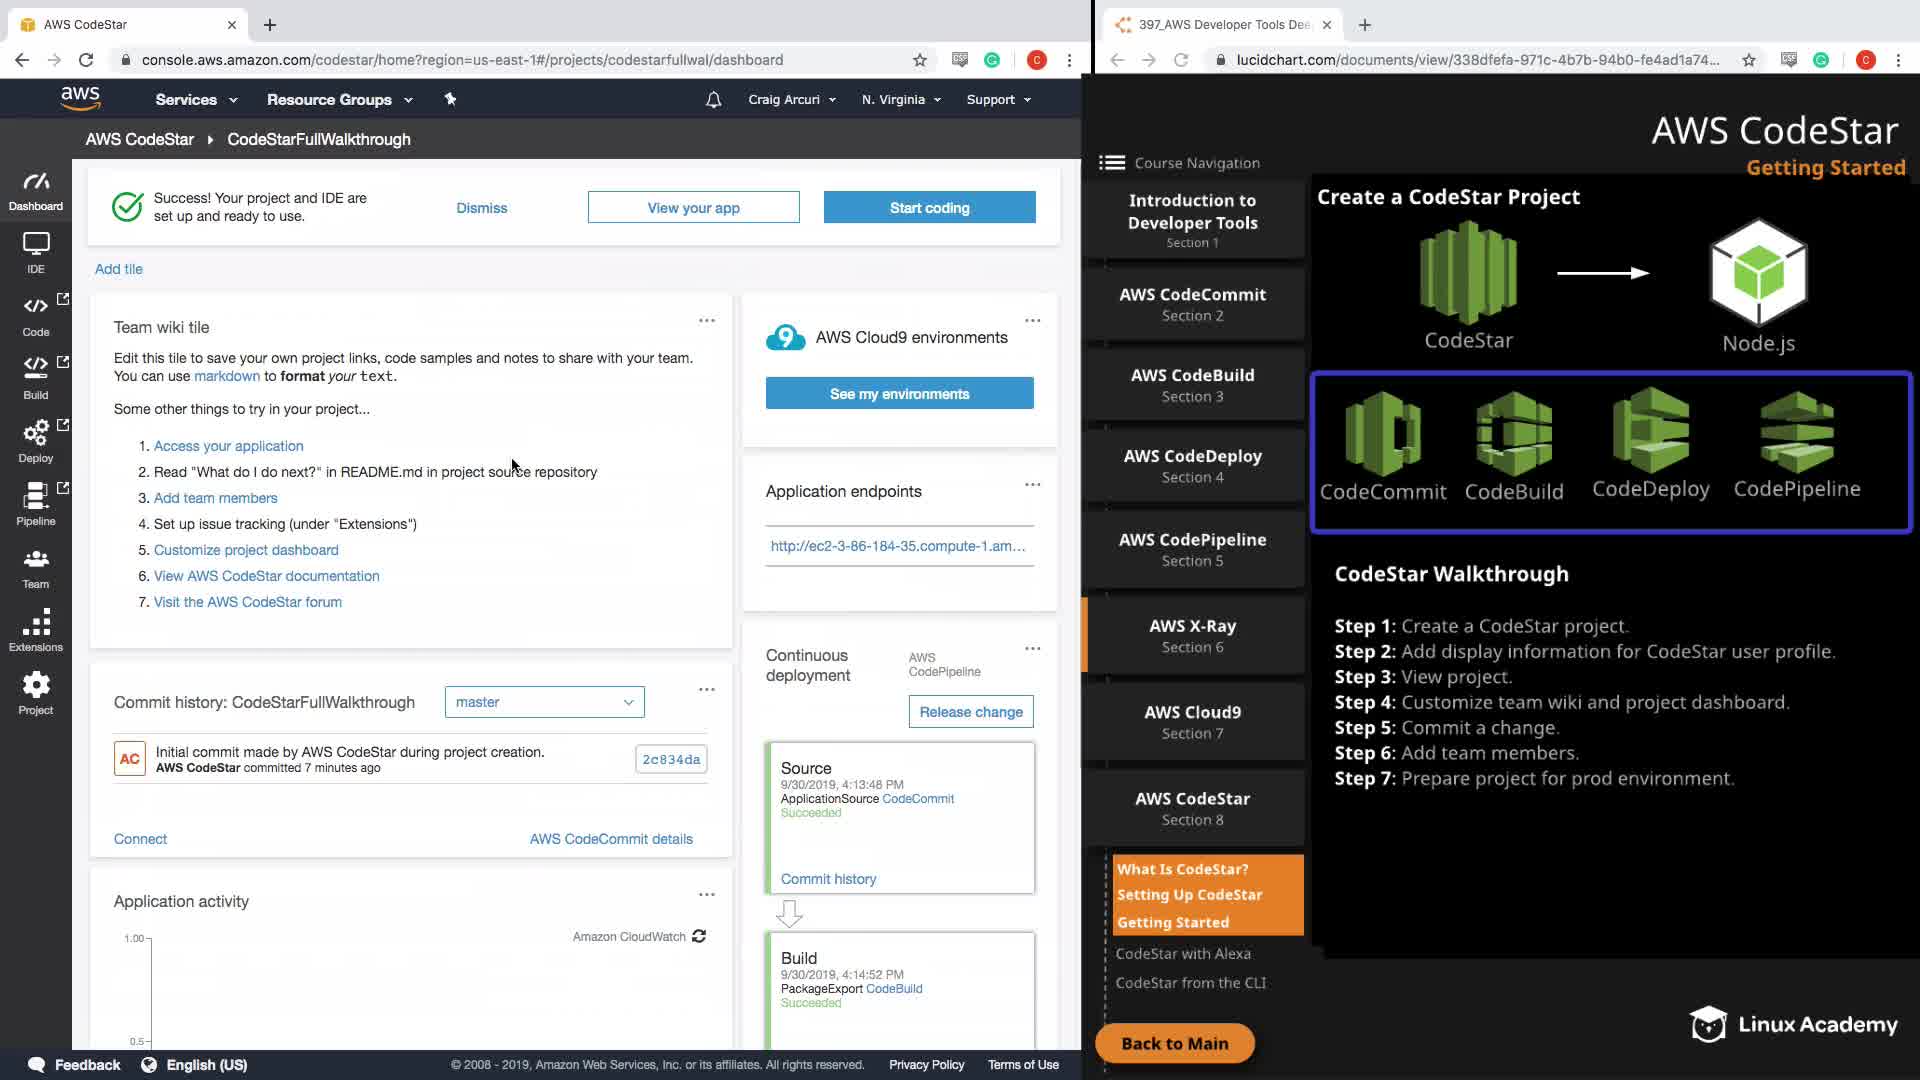 AWS CodeStar
console.aws.amazon.com/codestar/home?region=us-east-1#/projects/codestarfullwal/dashboard
C
aws
Services
Resource Groups
Craig Arcuri
N. Virginia
Support
AWS CodeStar
CodeStarFullWalkthrough
Dashboard
IDE
Code
Build
Deploy
Pipeline
Team
Extensions
Project
Success! Your project and IDE are
set up and ready to use.
Dismiss
View your app
Start coding
Add tile
Team wiki tile
Edit this tile to save your own project links, code samples and notes to share with your team.
You can use markdown to format your text.
Some other things to try in your project...
1. Access your application
2. Read "What do I do next?" in README.md in project source repository
3. Add team members
4. Set up issue tracking (under "Extensions")
5. Customize project dashboard
6. View AWS CodeStar documentation
7. Visit the AWS CodeStar forum
Commit history: CodeStarFullWalkthrough
master
AC
Initial commit made by AWS CodeStar during project creation.
AWS CodeStar committed 7 minutes ago
2c834da
Connect
AWS CodeCommit details
Application activity
Amazon CloudWatch
1.00
0.5
9
AWS Cloud9 environments
See my environments
Application endpoints
http://ec2-3-86-184-35.compute-1.am...
Continuous
deployment
AWS
CodePipeline
Release change
Source
9/30/2019, 4:13:48 PM
ApplicationSource CodeCommit
Succeeded
Commit history
Build
9/30/2019, 4:14:52 PM
PackageExport CodeBuild
Succeeded
Feedback
English (US)
© 2008 - 2019, Amazon Web Services, Inc. or its affiliates. All rights reserved.
Privacy Policy
Terms of Use
397_AWS Developer Tools Dee
lucidchart.com/documents/view/338dfefa-971c-4b7b-94b0-fe4ad1a74...
C
AWS CodeStar
Getting Started
Course Navigation
Introduction to
Developer Tools
Section 1
AWS CodeCommit
Section 2
AWS CodeBuild
Section 3
AWS CodeDeploy
Section 4
AWS CodePipeline
Section 5
AWS X-Ray
Section 6
AWS Cloud9
Section 7
AWS CodeStar
Section 8
What Is CodeStar?
Setting Up CodeStar
Getting Started
CodeStar with Alexa
CodeStar from the CLI
Back to Main
Create a CodeStar Project
CodeStar
Node.js
CodeCommit
CodeBuild
CodeDeploy
CodePipeline
CodeStar Walkthrough
Step 1: Create a CodeStar project.
Step 2: Add display information for CodeStar user profile.
Step 3: View project.
Step 4: Customize team wiki and project dashboard.
Step 5: Commit a change.
Step 6: Add team members.
Step 7: Prepare project for prod environment.
Linux Academy